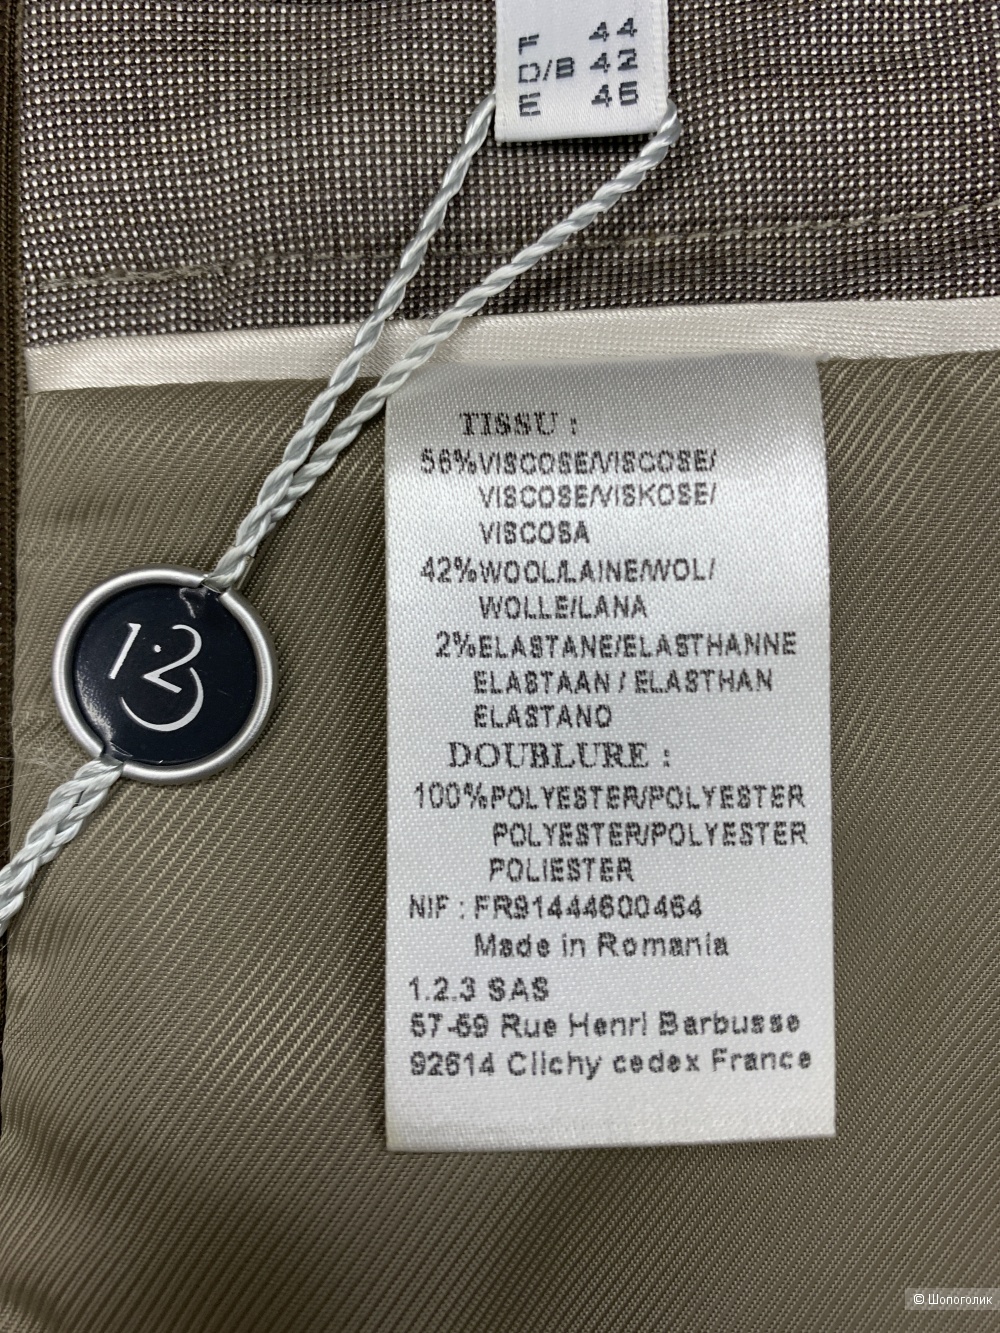 F 44
D/B 42
E 46
1·2
3
TISSU :
56%VISCOSE/VISCOSE/
VISCOSE/VISKOSE/
VISCOSA
42%WOOL/LAINE/WOL/
WOLLE/LANA
2%ELASTANE/ELASTHANNE
ELASTAAN / ELASTHAN
ELASTANO
DOUBLURE :
100%POLYESTER/POLYESTER
POLYESTER/POLYESTER
POLIESTER
NIF : FR91444600464
Made in Romania
1.2.3 SAS
57-59 Rue Henri Barbusse
92614 Clichy cedex France
© Шопоголик